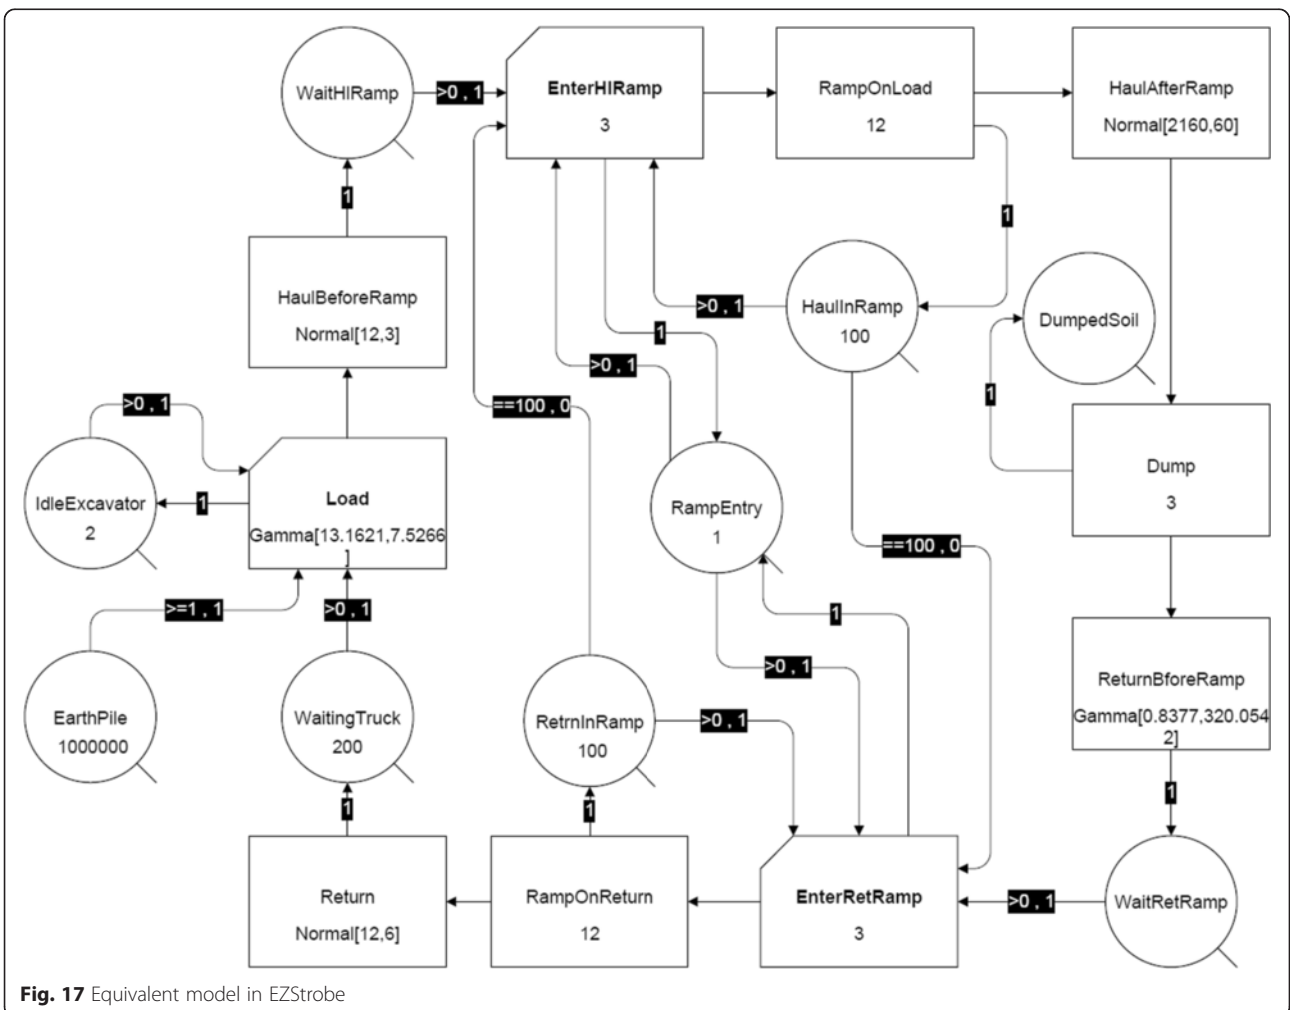 WaitHIRamp
>0 , 1
EnterHIRamp
3
RampOnLoad
12
HaulAfterRamp
Normal[2160,60]
1
1
HaulBeforeRamp
Normal[12,3]
>0 , 1
HaulInRamp
100
DumpedSoil
1
>0 , 1
1
==100 , 0
>0 , 1
IdleExcavator
2
1
Load
Gamma[13.1621,7.5266
]
RampEntry
1
Dump
3
==100 , 0
>=1 , 1
>0 , 1
1
>0 , 1
EarthPile
1000000
WaitingTruck
200
RetrnInRamp
100
>0 , 1
ReturnBforeRamp
Gamma[0.8377,320.054
2]
1
1
1
Return
Normal[12,6]
RampOnReturn
12
EnterRetRamp
3
>0 , 1
WaitRetRamp
Fig. 17 Equivalent model in EZStrobe